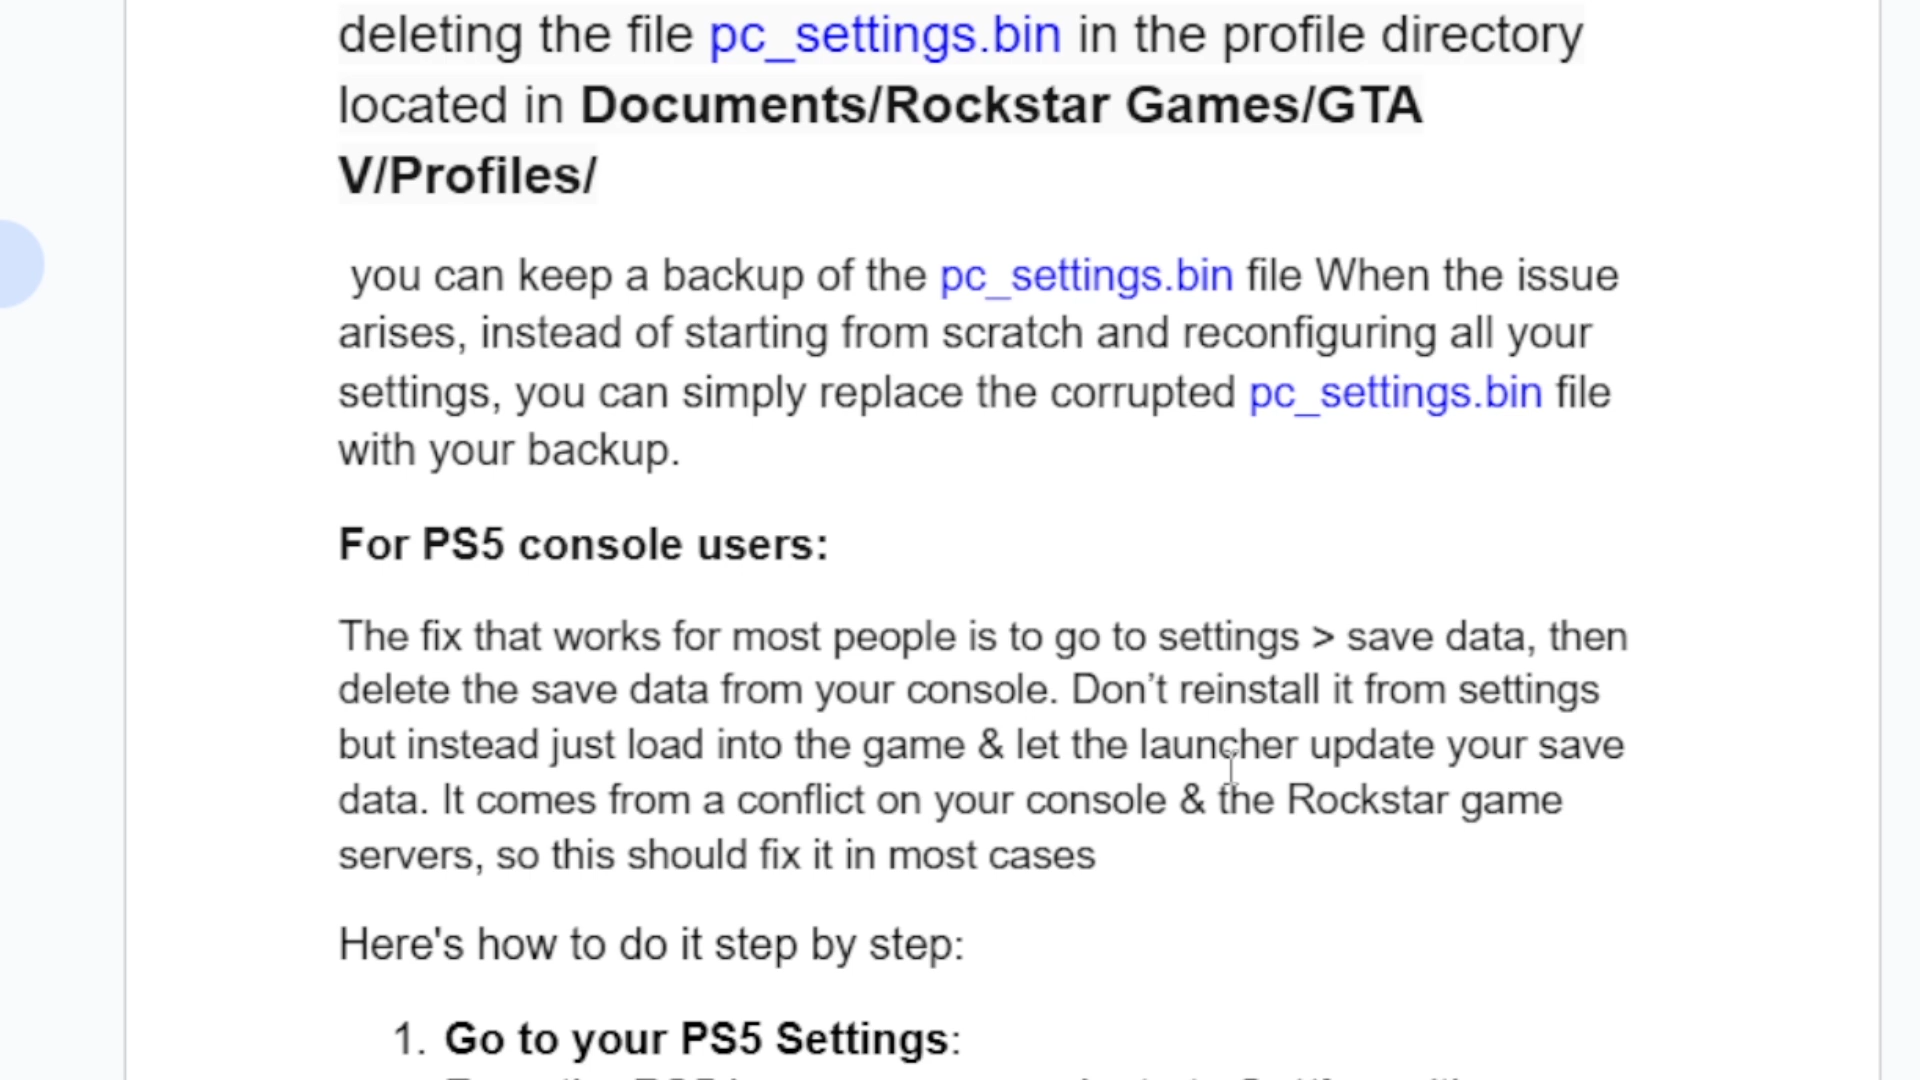 deleting the file pc_settings.bin in the profile directory
located in Documents/Rockstar Games/GTA
V/Profiles/
you can keep a backup of the pc_settings.bin file When the issue
arises, instead of starting from scratch and reconfiguring all your
settings, you can simply replace the corrupted pc_settings.bin file
with your backup.
For PS5 console users:
The fix that works for most people is to go to settings > save data, then
delete the save data from your console. Don’t reinstall it from settings
but instead just load into the game & let the launcher update your save
data. It comes from a conflict on your console & the Rockstar game
servers, so this should fix it in most cases
Here's how to do it step by step:
1. Go to your PS5 Settings: